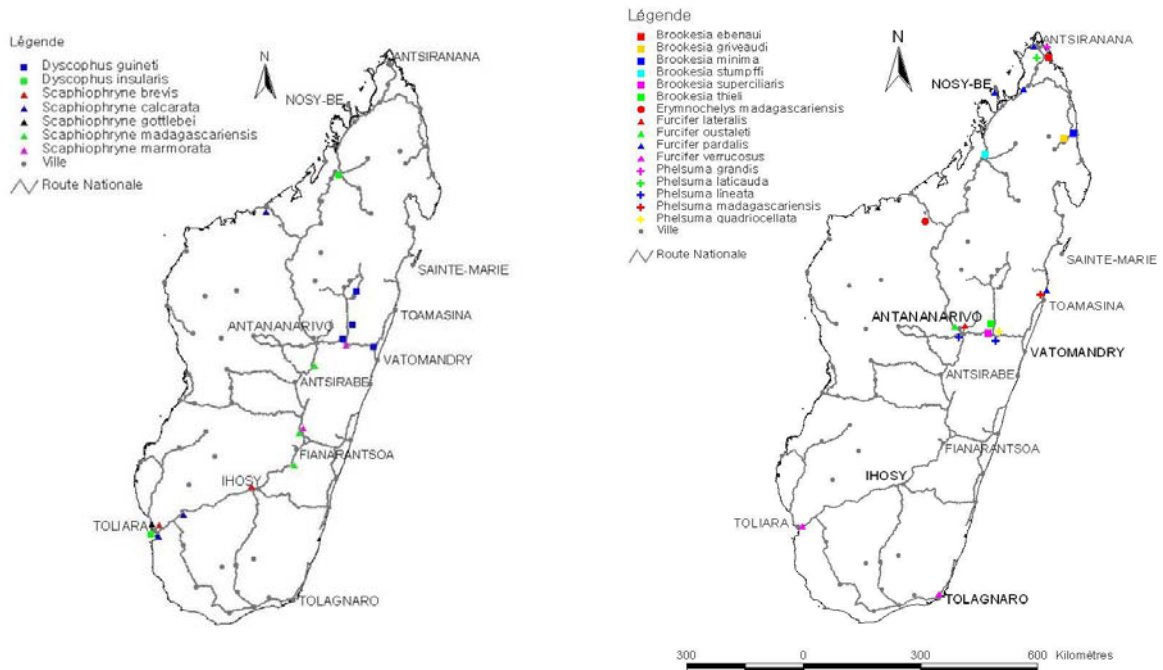 Légende
Dyscophus guineti
Dyscophus insularis
Scaphiophryne brevis
Scaphiophryne calcarata
Scaphiophryne gottlebei
Scaphiophryne madagascariensis
Scaphiophryne marmorata
Ville
Route Nationale
N
ANTSIRANANA
NOSY-BE
SAINTE-MARIE
ANTANANARIVO
TOAMASINA
VATOMANDRY
ANTSIRABE
FIANARANTSOA
IHOSY
TOLIARA
TOLAGNARO
Légende
Brookesia ebenaui
Brookesia griveaudi
Brookesia minima
Brookesia stumpffi
Brookesia superciliaris
Brookesia thieli
Erymnochelys madagascariensis
Furcifer lateralis
Furcifer oustaleti
Furcifer pardalis
Furcifer verrucosus
Phelsuma grandis
Phelsuma laticauda
Phelsuma lineata
Phelsuma madagascariensis
Phelsuma quadriocellata
Ville
Route Nationale
N
ANTSIRANANA
NOSY-BE
SAINTE-MARIE
TOAMASINA
ANTANANARIVO
VATOMANDRY
ANTSIRABE
FIANARANTSOA
IHOSY
TOLIARA
TOLAGNARO
300 0 300 600 Kilomètres